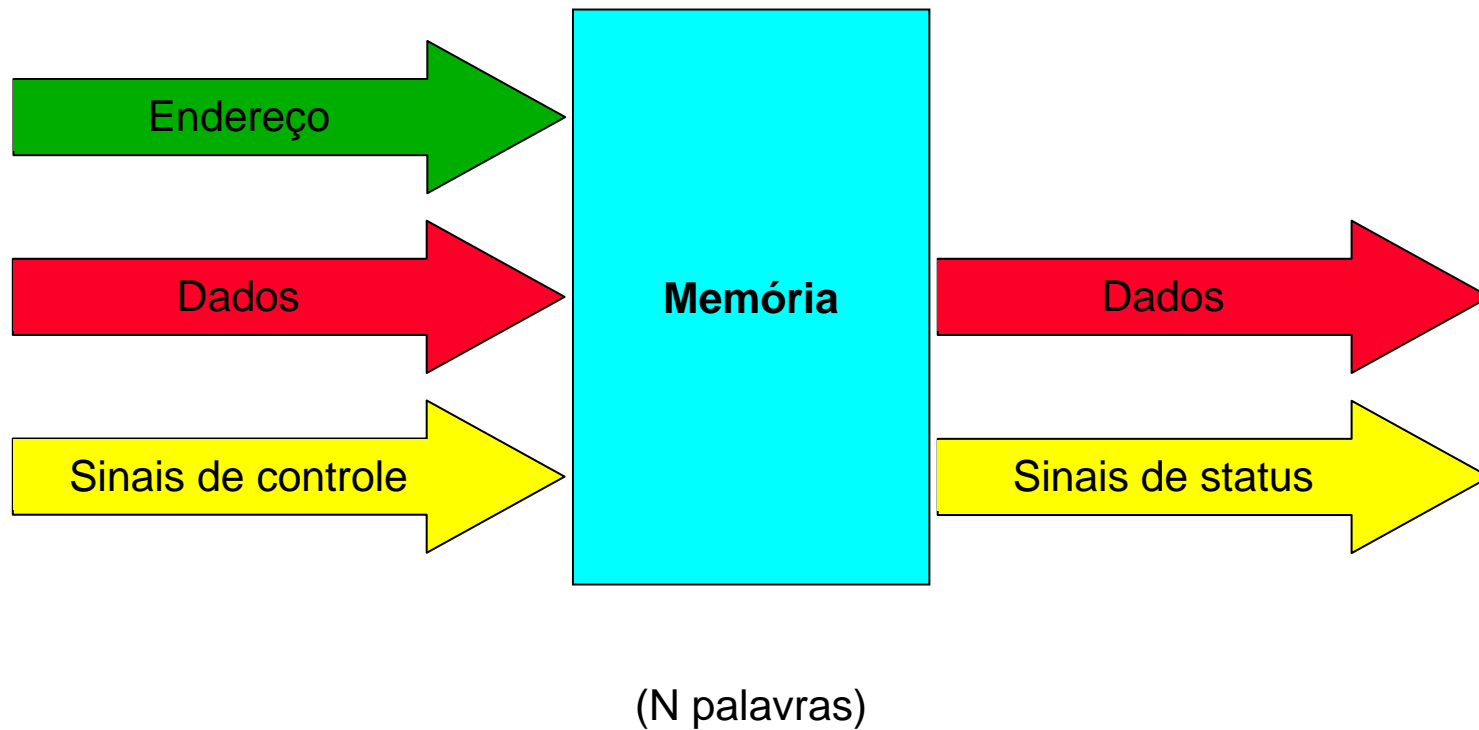 Endereço
Dados
Memória
Dados
Sinais de controle
Sinais de status
(N palavras)